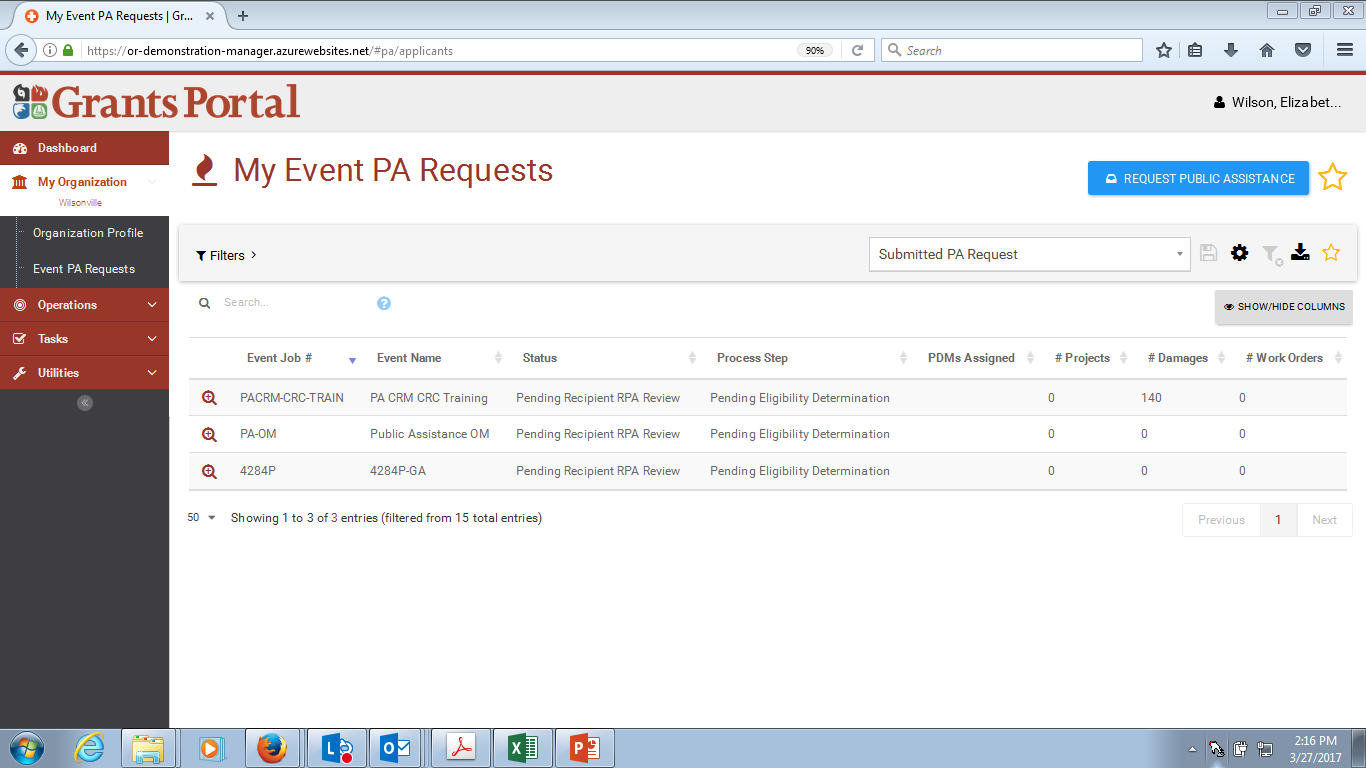 My Event PA Requests | Gr...
https://or-demonstration-manager.azurewebsites.net/#pa/applicants
90%
Search
Grants Portal
Wilson, Elizabet...
Dashboard
My Organization
Wilsonville
Organization Profile
Event PA Requests
Operations
Tasks
Utilities
My Event PA Requests
REQUEST PUBLIC ASSISTANCE
Filters
Submitted PA Request
Search...
SHOW/HIDE COLUMNS
Event Job # Event Name Status Process Step PDMs Assigned # Projects # Damages # Work Orders
PACRM-CRC-TRAIN PA CRM CRC Training Pending Recipient RPA Review Pending Eligibility Determination 0 140 0
PA-OM Public Assistance OM Pending Recipient RPA Review Pending Eligibility Determination 0 0 0
4284P 4284P-GA Pending Recipient RPA Review Pending Eligibility Determination 0 0 0
50 Showing 1 to 3 of 3 entries (filtered from 15 total entries)
Previous 1 Next
2:16 PM
3/27/2017